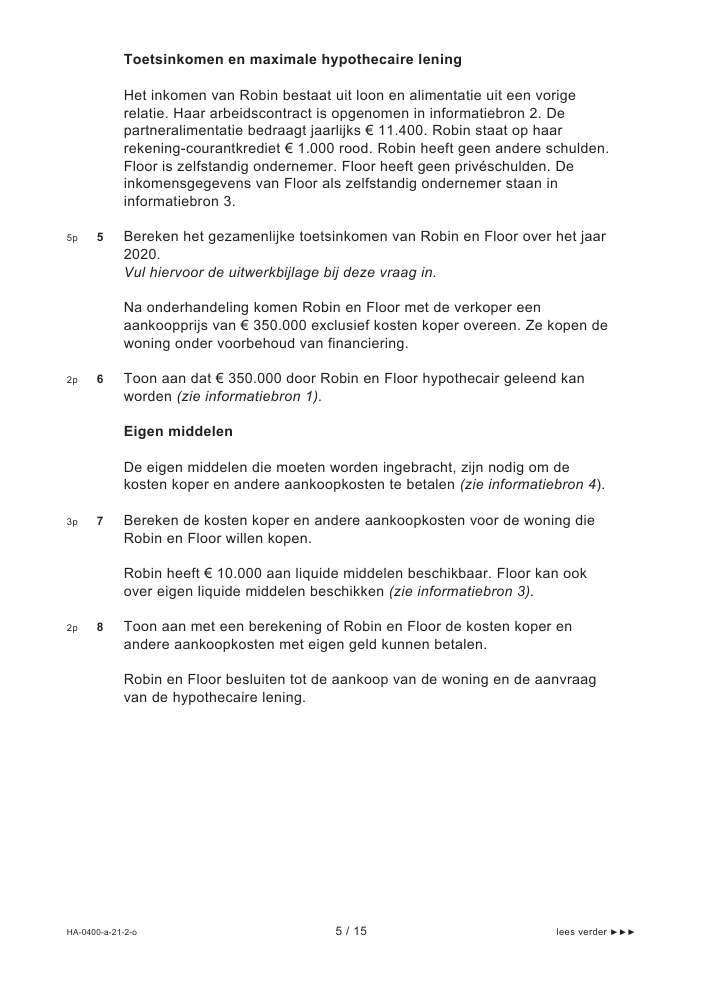 Toetsinkomen en maximale hypothecaire lening
Het inkomen van Robin bestaat uit loon en alimentatie uit een vorige
relatie. Haar arbeidscontract is opgenomen in informatiebron 2. De
partneralimentatie bedraagt jaarlijks € 11.400. Robin staat op haar
rekening-courantkrediet € 1.000 rood. Robin heeft geen andere schulden.
Floor is zelfstandig ondernemer. Floor heeft geen privéschulden. De
inkomensgegevens van Floor als zelfstandig ondernemer staan in
informatiebron 3.
5p 5 Bereken het gezamenlijke toetsinkomen van Robin en Floor over het jaar
2020.
Vul hiervoor de uitwerkbijlage bij deze vraag in.
Na onderhandeling komen Robin en Floor met de verkoper een
aankoopprijs van € 350.000 exclusief kosten koper overeen. Ze kopen de
woning onder voorbehoud van financiering.
2p 6 Toon aan dat € 350.000 door Robin en Floor hypothecair geleend kan
worden (zie informatiebron 1).
Eigen middelen
De eigen middelen die moeten worden ingebracht, zijn nodig om de
kosten koper en andere aankoopkosten te betalen (zie informatiebron 4).
3p 7 Bereken de kosten koper en andere aankoopkosten voor de woning die
Robin en Floor willen kopen.
Robin heeft € 10.000 aan liquide middelen beschikbaar. Floor kan ook
over eigen liquide middelen beschikken (zie informatiebron 3).
2p 8 Toon aan met een berekening of Robin en Floor de kosten koper en
andere aankoopkosten met eigen geld kunnen betalen.
Robin en Floor besluiten tot de aankoop van de woning en de aanvraag
van de hypothecaire lening.
HA-0400-a-21-2-o 5 / 15 lees verder ►►►